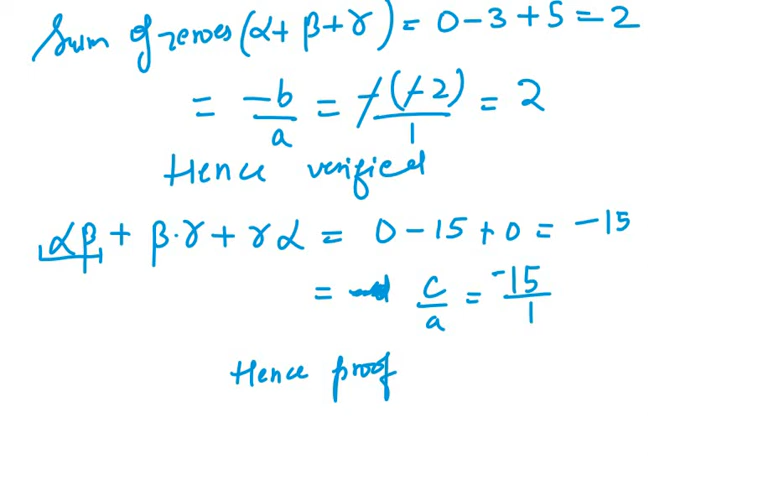 Sum of zeroes (α + β + γ) = 0 - 3 + 5 = 2
= -b/a = -(-2)/1 = 2
Hence verified
αβ + β·γ + γα = 0 - 15 + 0 = -15
= c/a = -15/1
Hence proof